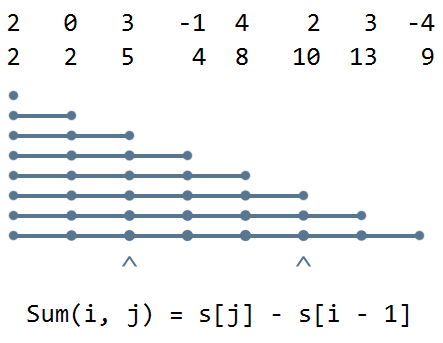 2 0 3 -1 4 2 3 -4
2 2 5 4 8 10 13 9
^ ^
Sum(i, j) = s[j] - s[i - 1]